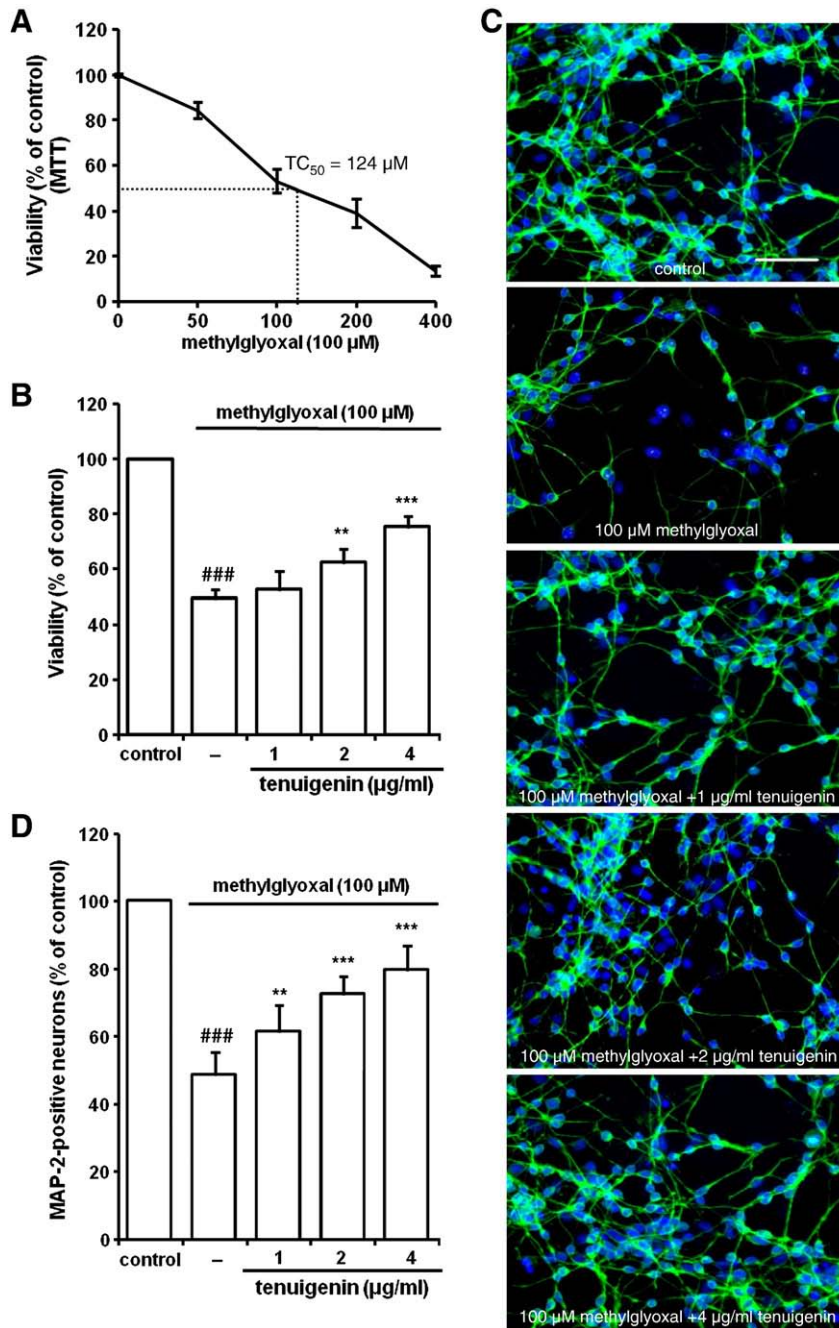 A
120
100
80
60
40
20
0
Viability (% of control)
(MTT)
TC50 = 124 µM
0 50 100 200 400
methylglyoxal (100 µM)
B
120
100
80
60
40
20
0
Viability (% of control)
methylglyoxal (100 µM)
###
**
***
control – 1 2 4
tenuigenin (µg/ml)
D
120
100
80
60
40
20
0
MAP-2-positive neurons (% of control)
methylglyoxal (100 µM)
###
**
***
***
control – 1 2 4
tenuigenin (µg/ml)
C
control
100 µM methylglyoxal
100 µM methylglyoxal +1 µg/ml tenuigenin
100 µM methylglyoxal +2 µg/ml tenuigenin
100 µM methylglyoxal +4 µg/ml tenuigenin